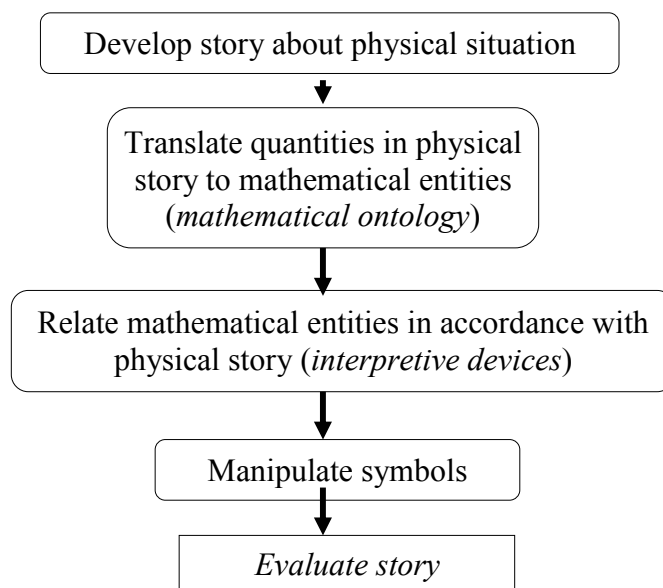 Develop story about physical situation
Translate quantities in physical
story to mathematical entities
(mathematical ontology)
Relate mathematical entities in accordance with
physical story (interpretive devices)
Manipulate symbols
Evaluate story